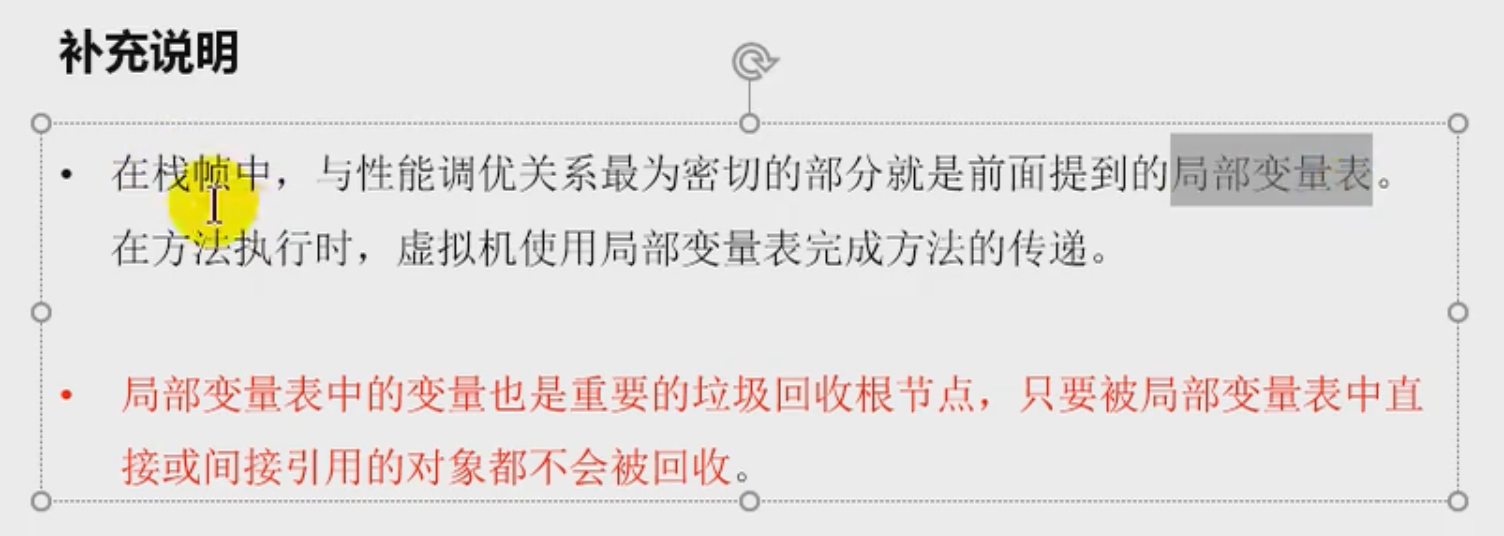 补充说明
• 在栈帧中，与性能调优关系最为密切的部分就是前面提到的局部变量表。
在方法执行时，虚拟机使用局部变量表完成方法的传递。
• 局部变量表中的变量也是重要的垃圾回收根节点，只要被局部变量表中直
接或间接引用的对象都不会被回收。